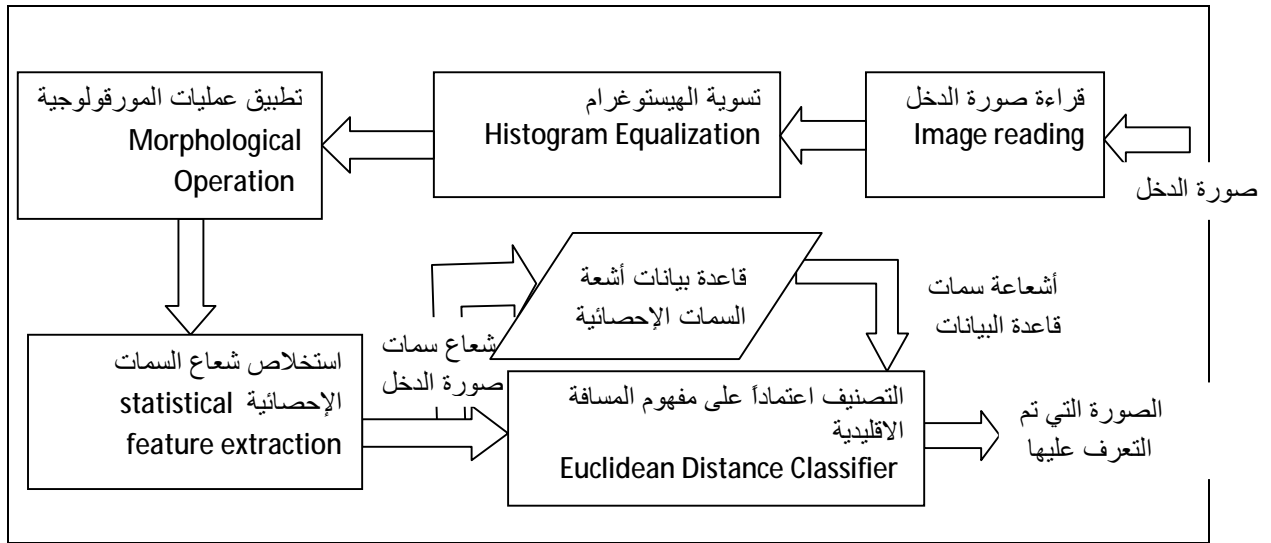 قراءة صورة الدخل
Image reading
صورة الدخل
تسوية الهيستوغرام
Histogram Equalization
تطبيق عمليات المورقولوجية
Morphological
Operation
استخلاص شعاع السمات
الإحصائية statistical
feature extraction
شعاع سمات
صورة الدخل
قاعدة بيانات أشعة
السمات الإحصائية
أشعاعة سمات
قاعدة البيانات
التصنيف اعتماداً على مفهوم المسافة
الاقليدية
Euclidean Distance Classifier
الصورة التي تم
التعرف عليها